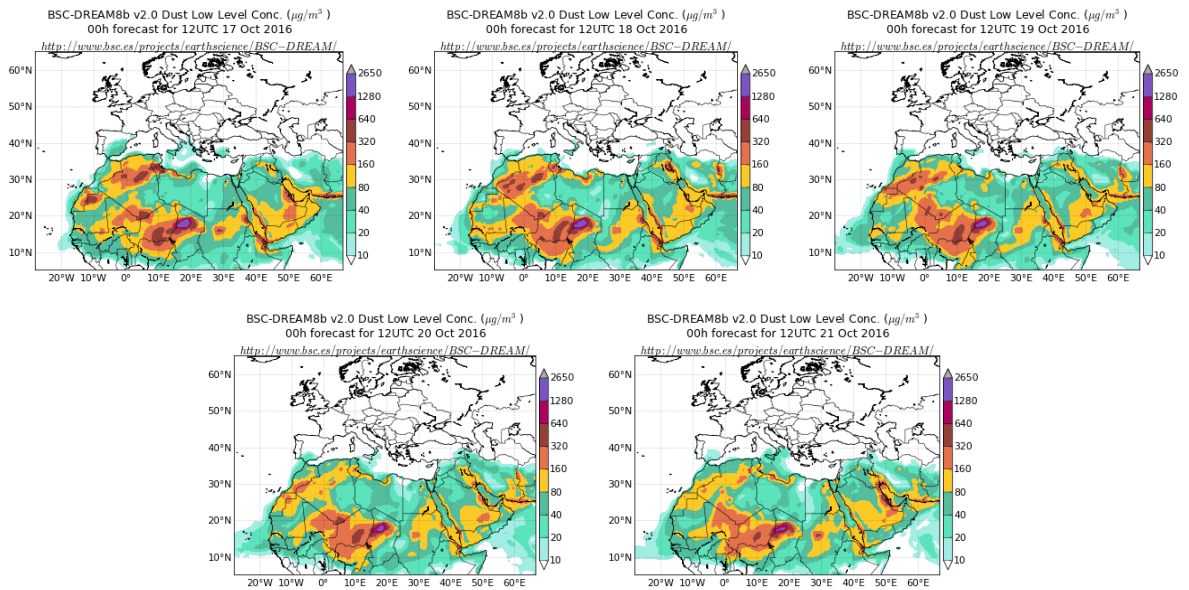 BSC-DREAM8b v2.0 Dust Low Level Conc. (μg/m³ )
00h forecast for 12UTC 17 Oct 2016
http://www.bsc.es/projects/earthscience/BSC−DREAM/
60°N
50°N
40°N
30°N
20°N
10°N
20°W 10°W 0° 10°E 20°E 30°E 40°E 50°E 60°E
2650
1280
640
320
160
80
40
20
10
BSC-DREAM8b v2.0 Dust Low Level Conc. (μg/m³ )
00h forecast for 12UTC 18 Oct 2016
http://www.bsc.es/projects/earthscience/BSC−DREAM/
60°N
50°N
40°N
30°N
20°N
10°N
20°W 10°W 0° 10°E 20°E 30°E 40°E 50°E 60°E
2650
1280
640
320
160
80
40
20
10
BSC-DREAM8b v2.0 Dust Low Level Conc. (μg/m³ )
00h forecast for 12UTC 19 Oct 2016
http://www.bsc.es/projects/earthscience/BSC−DREAM/
60°N
50°N
40°N
30°N
20°N
10°N
20°W 10°W 0° 10°E 20°E 30°E 40°E 50°E 60°E
2650
1280
640
320
160
80
40
20
10
BSC-DREAM8b v2.0 Dust Low Level Conc. (μg/m³ )
00h forecast for 12UTC 20 Oct 2016
http://www.bsc.es/projects/earthscience/BSC−DREAM/
60°N
50°N
40°N
30°N
20°N
10°N
20°W 10°W 0° 10°E 20°E 30°E 40°E 50°E 60°E
2650
1280
640
320
160
80
40
20
10
BSC-DREAM8b v2.0 Dust Low Level Conc. (μg/m³ )
00h forecast for 12UTC 21 Oct 2016
http://www.bsc.es/projects/earthscience/BSC−DREAM/
60°N
50°N
40°N
30°N
20°N
10°N
20°W 10°W 0° 10°E 20°E 30°E 40°E 50°E 60°E
2650
1280
640
320
160
80
40
20
10